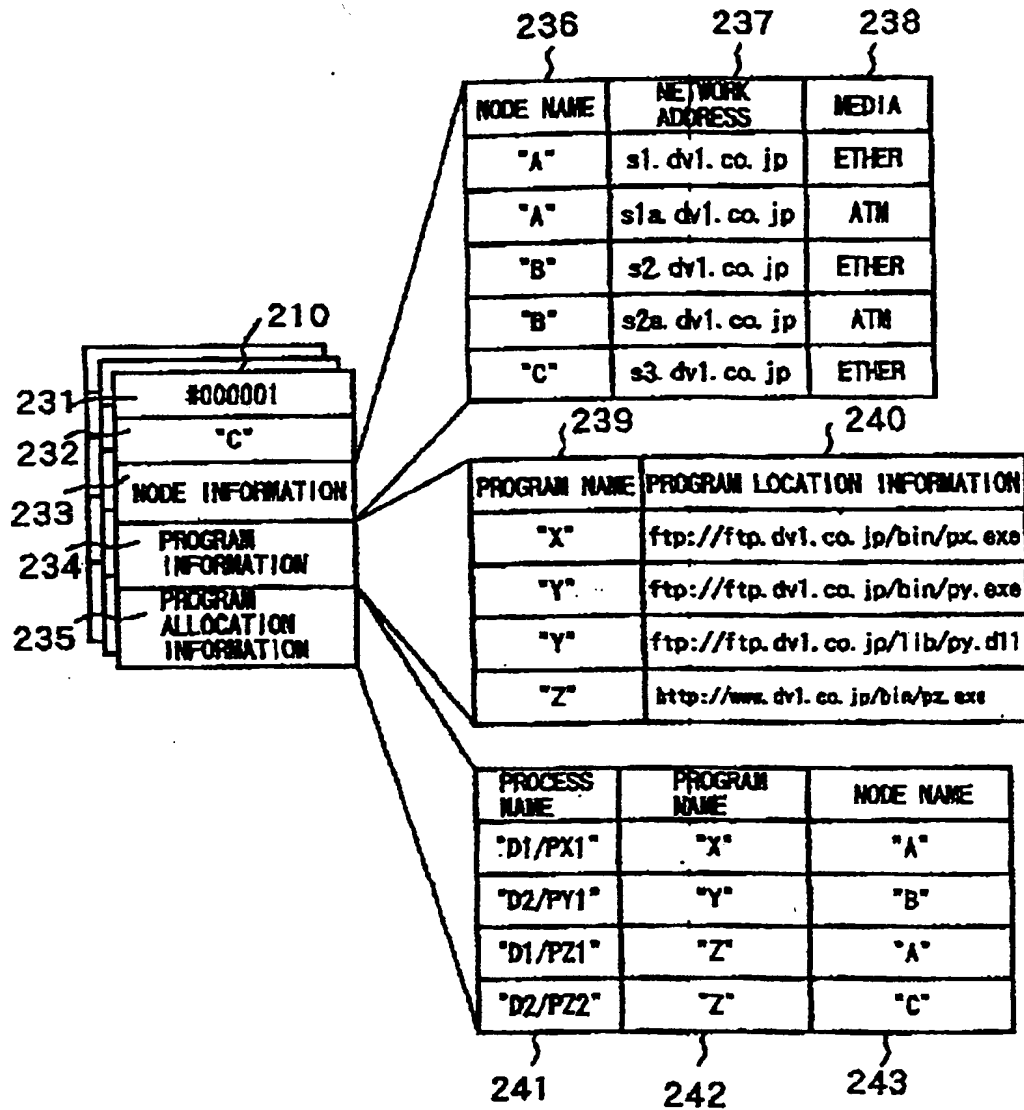 236 237 238
NODE NAME NETWORK ADDRESS MEDIA
"A" s1.dv1.co.jp ETHER
"A" s1a.dv1.co.jp ATM
"B" s2.dv1.co.jp ETHER
"B" s2a.dv1.co.jp ATM
"C" s3.dv1.co.jp ETHER
210
231 #000001
232 "C"
233 NODE INFORMATION
234 PROGRAM INFORMATION
235 PROGRAM ALLOCATION INFORMATION
239 240
PROGRAM NAME PROGRAM LOCATION INFORMATION
"X" ftp://ftp.dv1.co.jp/bin/px.exe
"Y" ftp://ftp.dv1.co.jp/bin/py.exe
"Y" ftp://ftp.dv1.co.jp/lib/py.dll
"Z" http://www.dv1.co.jp/bin/pz.exe
PROCESS NAME PROGRAM NAME NODE NAME
"D1/PX1" "X" "A"
"D2/PY1" "Y" "B"
"D1/PZ1" "Z" "A"
"D2/PZ2" "Z" "C"
241 242 243